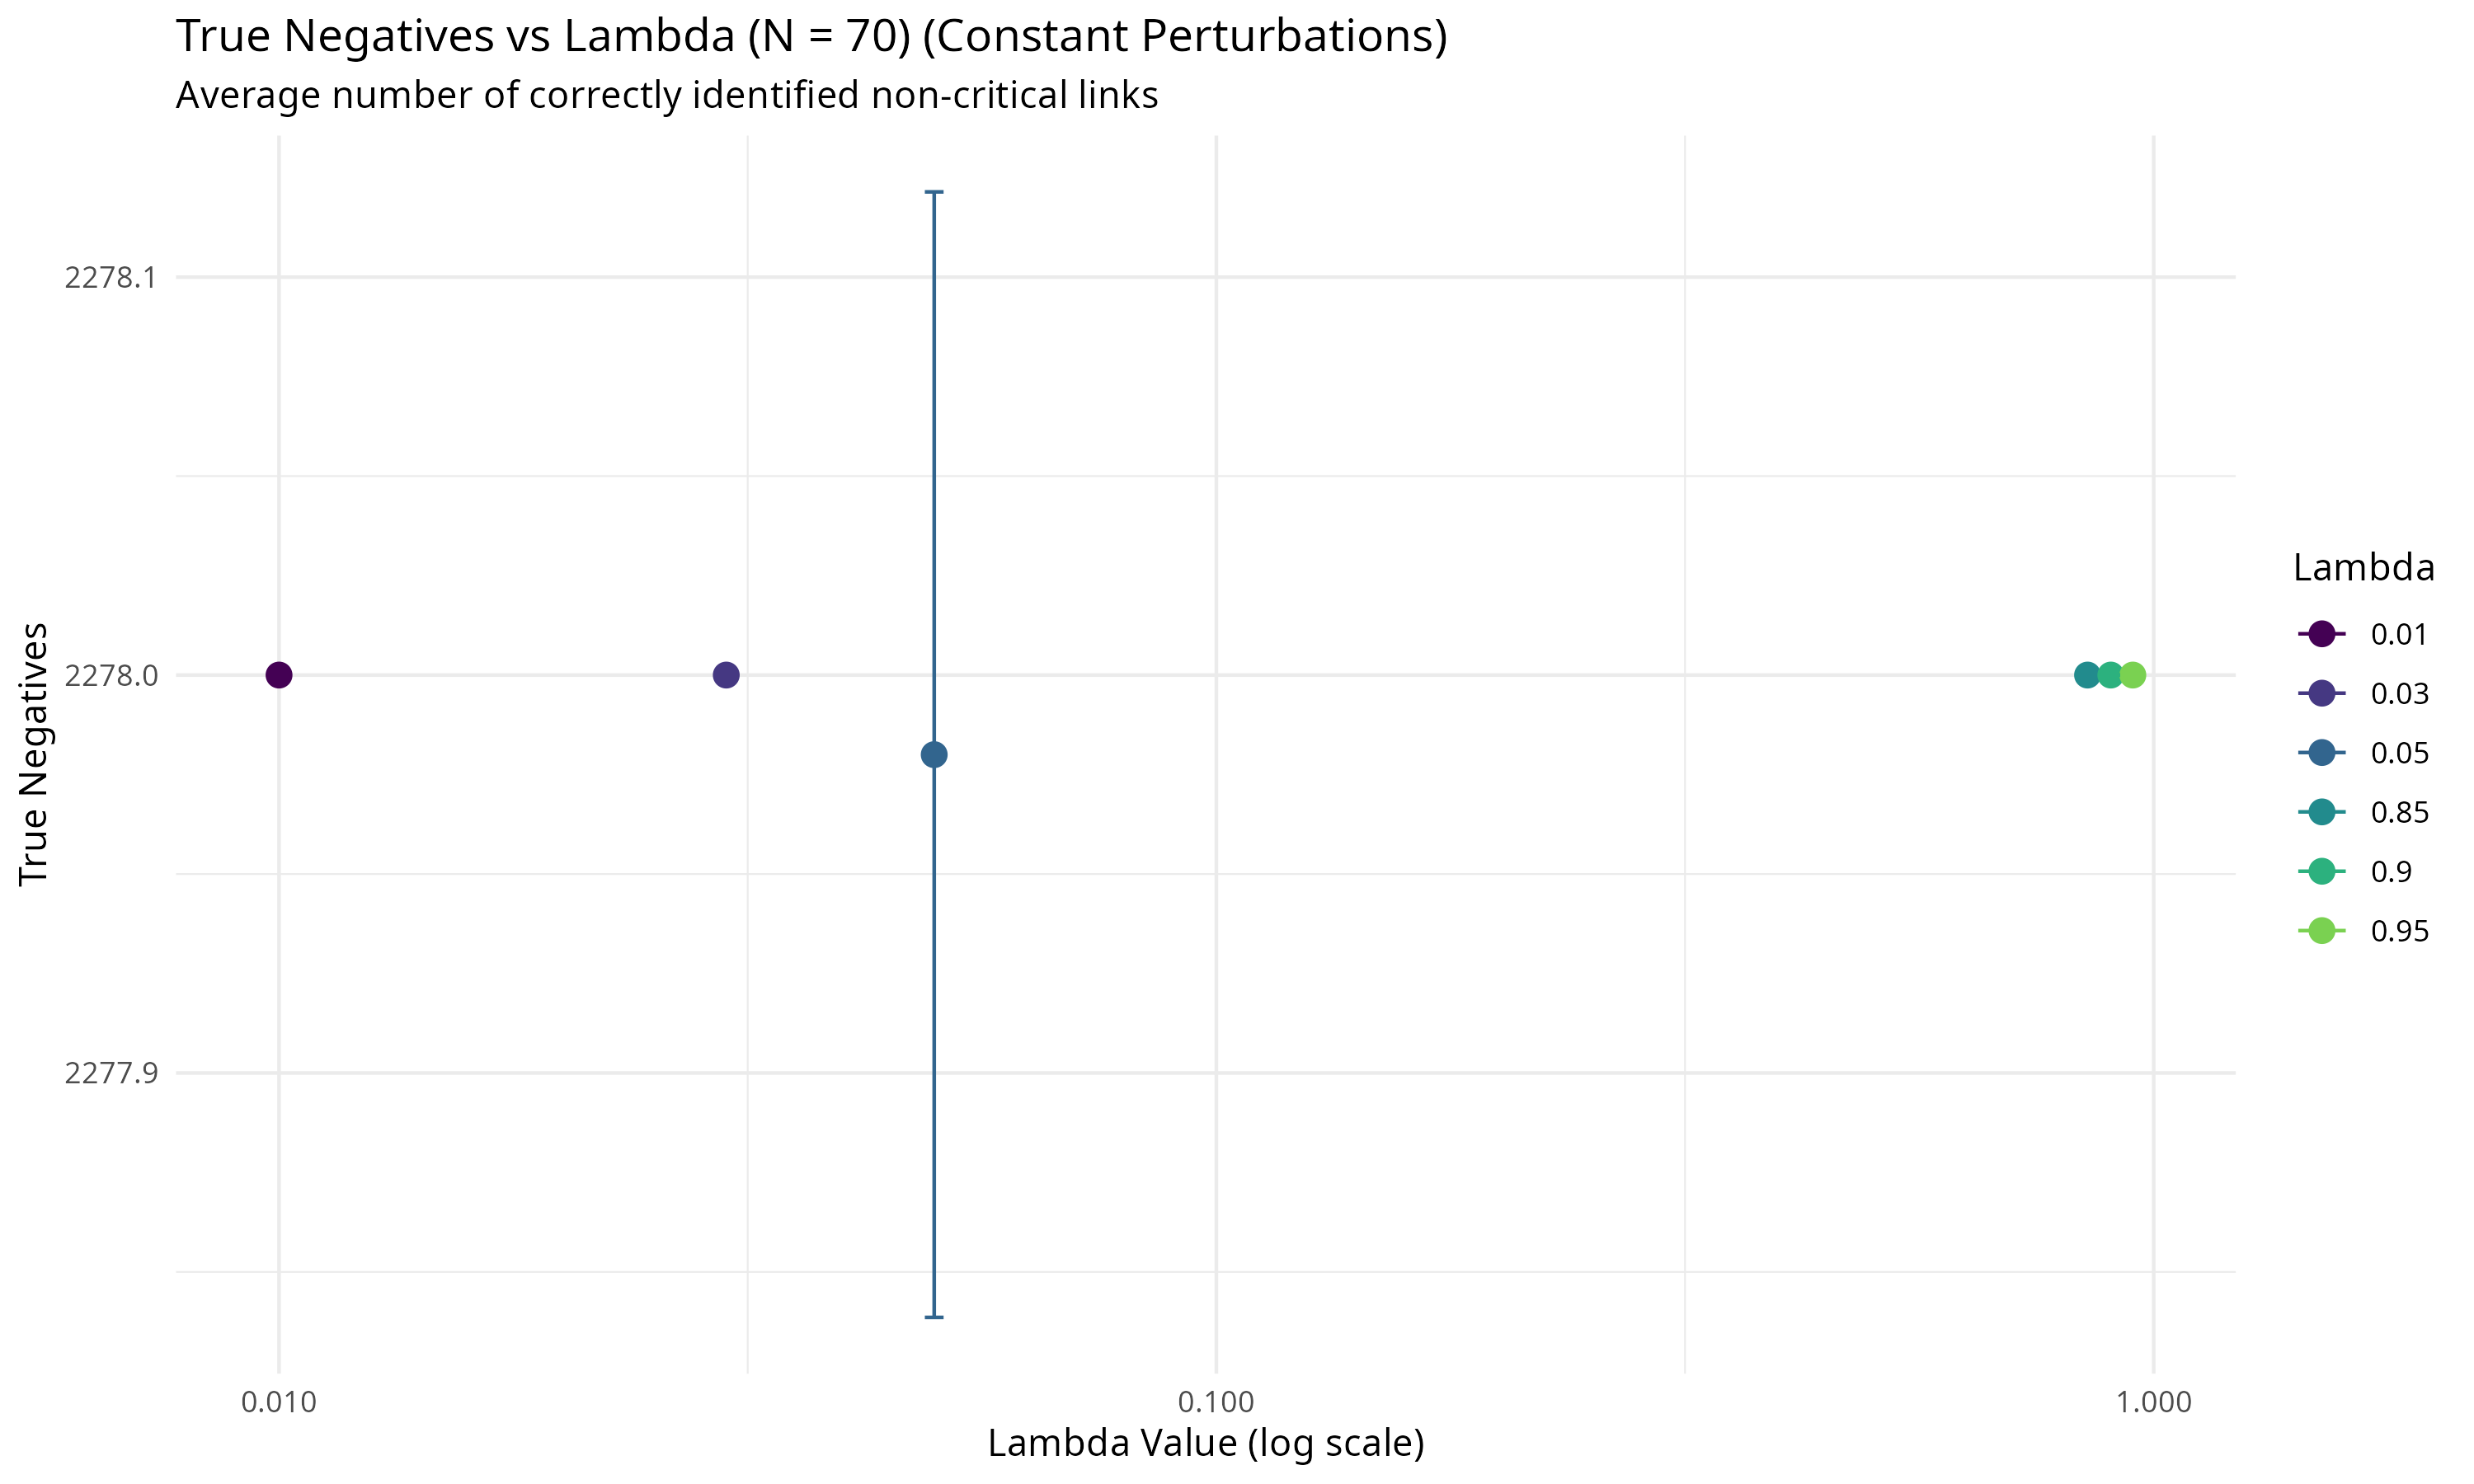 True Negatives vs Lambda (N = 70) (Constant Perturbations)
Average number of correctly identified non-critical links
True Negatives
2278.1
2278.0
2277.9
0.010
0.100
1.000
Lambda Value (log scale)
Lambda
0.01
0.03
0.05
0.85
0.9
0.95